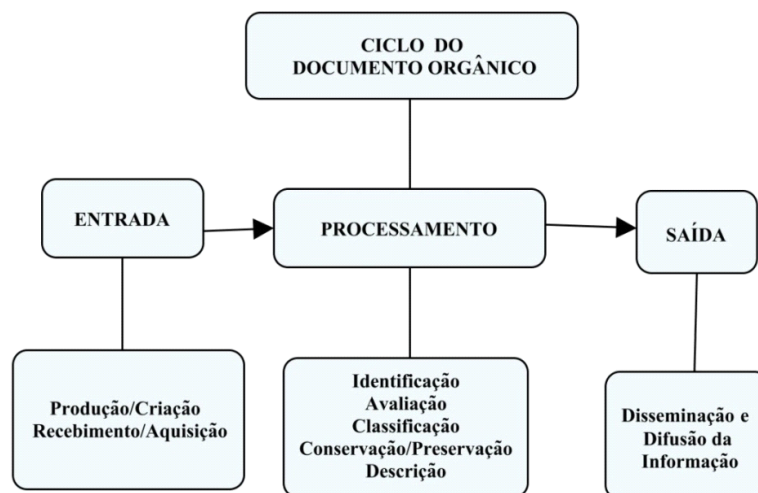 CICLO DO
DOCUMENTO ORGÂNICO
ENTRADA
PROCESSAMENTO
SAÍDA
Produção/Criação
Recebimento/Aquisição
Identificação
Avaliação
Classificação
Conservação/Preservação
Descrição
Disseminação e
Difusão da
Informação